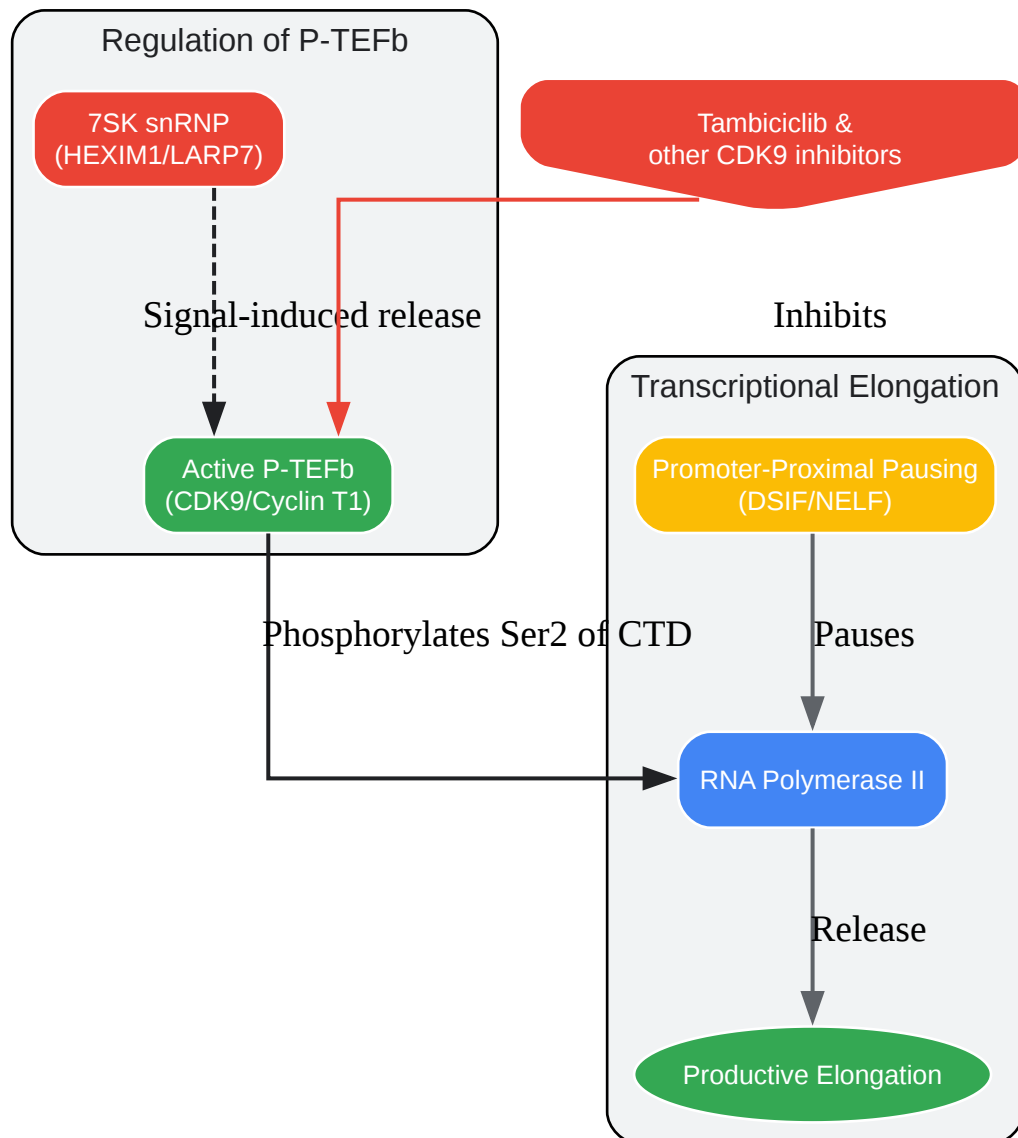 Regulation of P-TEFb
7SK snRNP
(HEXIM1/LARP7)
Tambiciclib &
other CDK9 inhibitors
Signal-induced release
Inhibits
Active P-TEFb
(CDK9/Cyclin T1)
Transcriptional Elongation
Promoter-Proximal Pausing
(DSIF/NELF)
Phosphorylates Ser2 of CTD
Pauses
RNA Polymerase II
Release
Productive Elongation